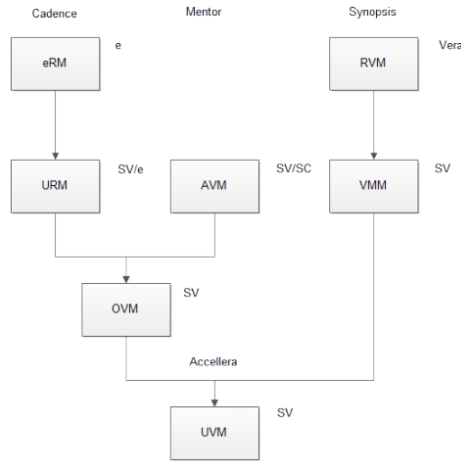 Cadence Mentor Synopsis
e Vera
eRM RVM
SV/e SV/SC SV
URM AVM VMM
SV
OVM
Accellera
SV
UVM